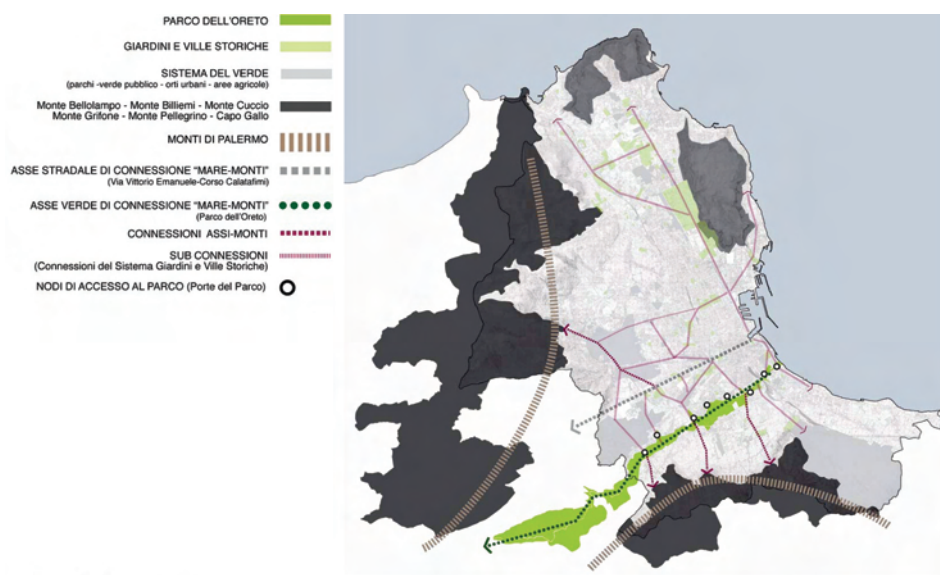 PARCO DELL'ORETO
GIARDINI E VILLE STORICHE
SISTEMA DEL VERDE
(parchi -verde pubblico - orti urbani - aree agricole)
Monte Bellolampo - Monte Billiemi - Monte Cuccio
Monte Grifone - Monte Pellegrino - Capo Gallo
MONTI DI PALERMO
ASSE STRADALE DI CONNESSIONE "MARE-MONTI"
(Via Vittorio Emanuele-Corso Calatafimi)
ASSE VERDE DI CONNESSIONE "MARE-MONTI"
(Parco dell'Oreto)
CONNESSIONI ASSI-MONTI
SUB CONNESSIONI
(Connessioni del Sistema Giardini e Ville Storiche)
NODI DI ACCESSO AL PARCO (Porte del Parco)